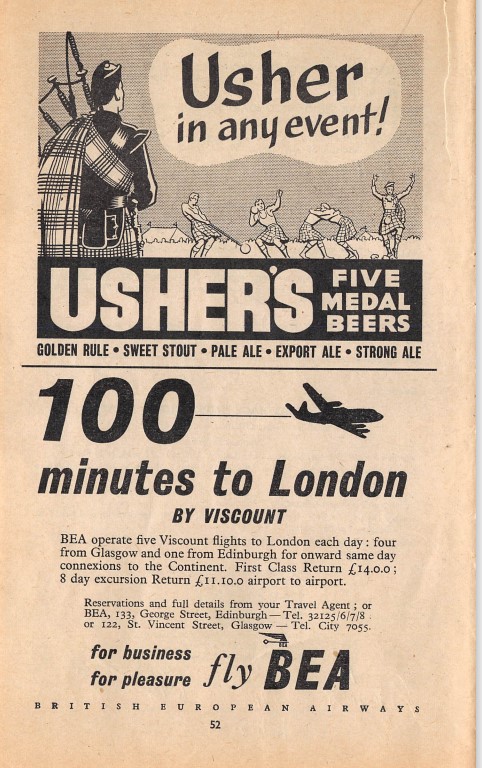 Usher
in any event!
USHER'S FIVE
MEDAL
BEERS
GOLDEN RULE • SWEET STOUT • PALE ALE • EXPORT ALE • STRONG ALE
100
minutes to London
BY VISCOUNT
BEA operate five Viscount flights to London each day : four
from Glasgow and one from Edinburgh for onward same day
connexions to the Continent. First Class Return £14.0.0 ;
8 day excursion Return £11.10.0 airport to airport.
Reservations and full details from your Travel Agent ; or
BEA, 133, George Street, Edinburgh—Tel. 32125/6/7/8
or 122, St. Vincent Street, Glasgow — Tel. City 7055.
for business
for pleasure
fly BEA
BRITISH EUROPEAN AIRWAYS
52